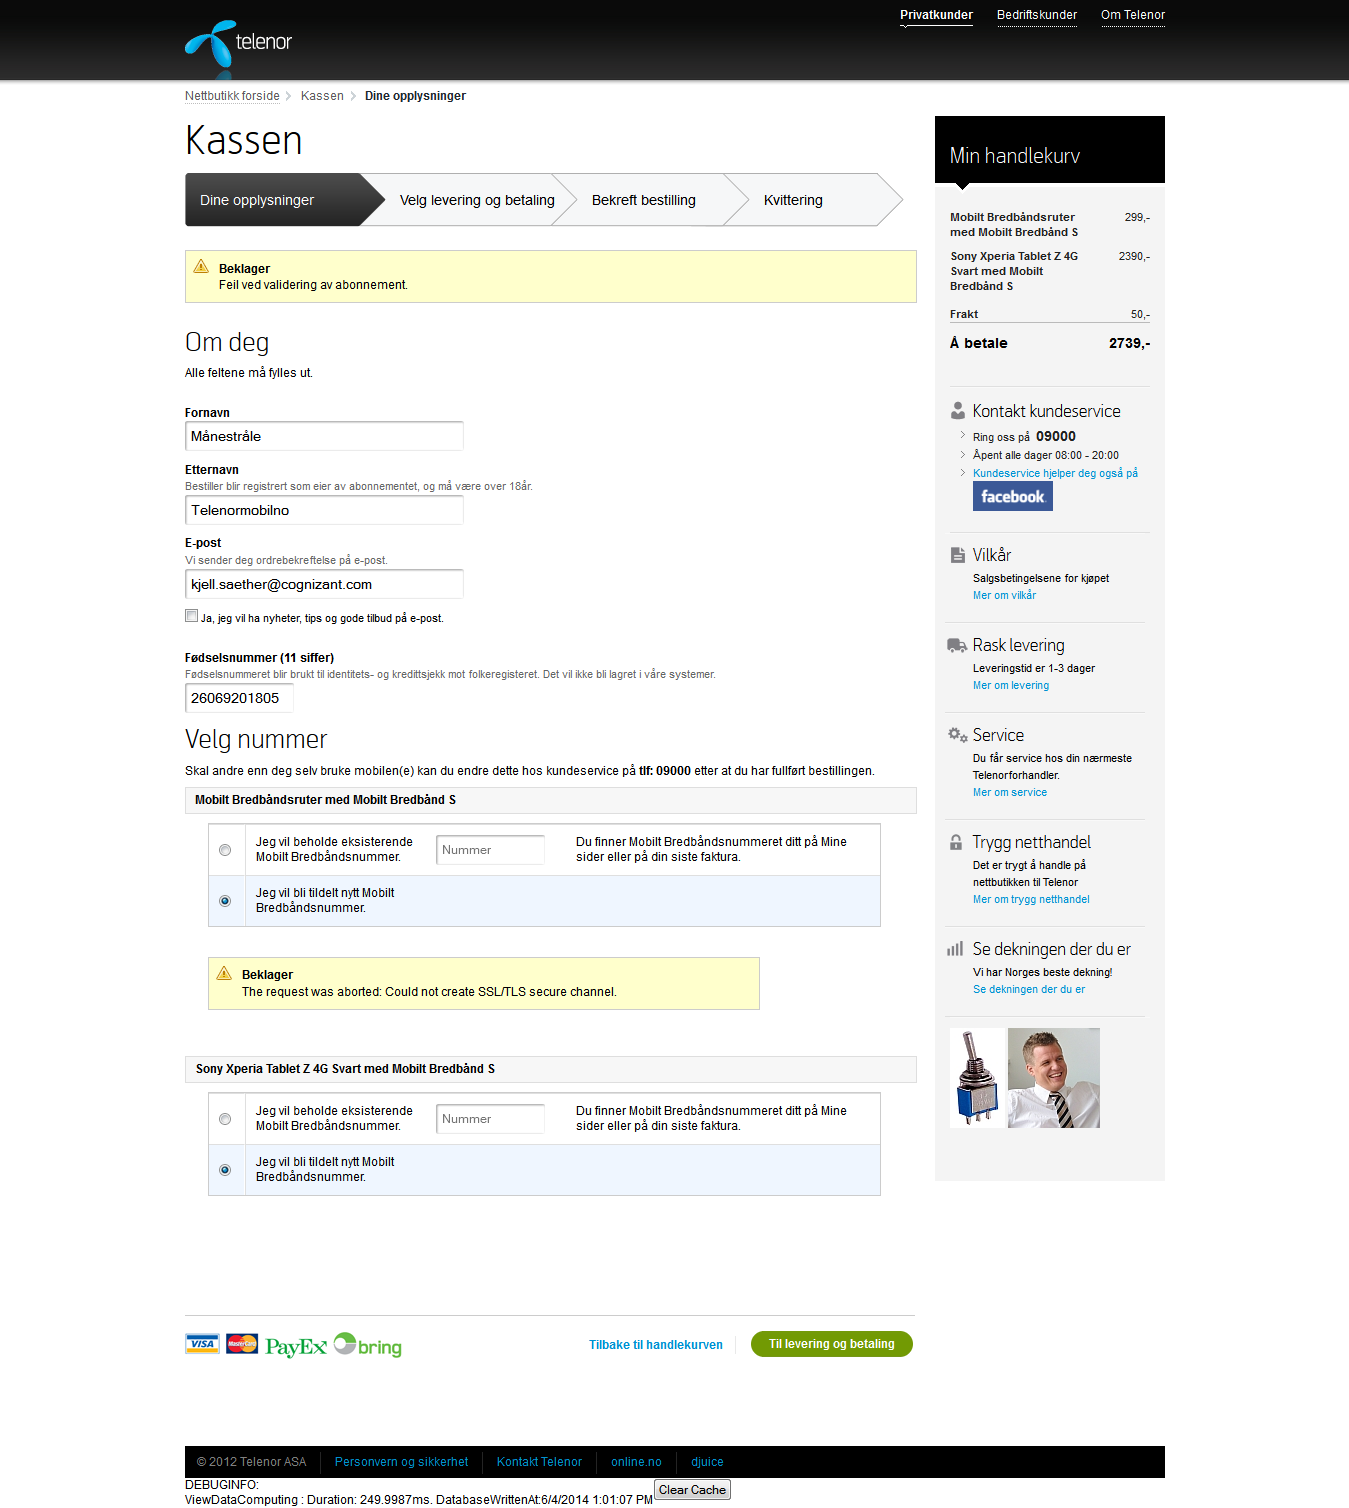 Privatkunder
Bedriftskunder
Om Telenor
telenor
Nettbutikk forside
Kassen
Dine opplysninger
Kassen
Dine opplysninger
Velg levering og betaling
Bekreft bestilling
Kvittering
Beklager
Feil ved validering av abonnement.
Om deg
Alle feltene må fylles ut.
Fornavn
Månestråle
Etternavn
Bestiller blir registrert som eier av abonnementet, og må være over 18år.
Telenormobilno
E-post
Vi sender deg ordrebekreftelse på e-post.
kjell.saether@cognizant.com
Ja, jeg vil ha nyheter, tips og gode tilbud på e-post.
Fødselsnummer (11 siffer)
Fødselsnummeret blir brukt til identitets- og kredittsjekk mot folkeregisteret. Det vil ikke bli lagret i våre systemer.
26069201805
Velg nummer
Skal andre enn deg selv bruke mobilen(e) kan du endre dette hos kundeservice på tlf: 09000 etter at du har fullført bestillingen.
Mobilt Bredbåndsruter med Mobilt Bredbånd S
Jeg vil beholde eksisterende
Mobilt Bredbåndsnummer.
Nummer
Du finner Mobilt Bredbåndsnummeret ditt på Mine
sider eller på din siste faktura.
Jeg vil bli tildelt nytt Mobilt
Bredbåndsnummer.
Beklager
The request was aborted: Could not create SSL/TLS secure channel.
Sony Xperia Tablet Z 4G Svart med Mobilt Bredbånd S
Jeg vil beholde eksisterende
Mobilt Bredbåndsnummer.
Nummer
Du finner Mobilt Bredbåndsnummeret ditt på Mine
sider eller på din siste faktura.
Jeg vil bli tildelt nytt Mobilt
Bredbåndsnummer.
VISA
MasterCard
PayEx
bring
Tilbake til handlekurven
Til levering og betaling
Min handlekurv
Mobilt Bredbåndsruter
med Mobilt Bredbånd S
299,-
Sony Xperia Tablet Z 4G
Svart med Mobilt
Bredbånd S
2390,-
Frakt
50,-
Å betale
2739,-
Kontakt kundeservice
Ring oss på 09000
Åpent alle dager 08:00 - 20:00
Kundeservice hjelper deg også på
facebook
Vilkår
Salgsbetingelsene for kjøpet
Mer om vilkår
Rask levering
Leveringstid er 1-3 dager
Mer om levering
Service
Du får service hos din nærmeste
Telenorforhandler.
Mer om service
Trygg netthandel
Det er trygt å handle på
nettbutikken til Telenor
Mer om trygg netthandel
Se dekningen der du er
Vi har Norges beste dekning!
Se dekningen der du er
© 2012 Telenor ASA
Personvern og sikkerhet
Kontakt Telenor
online.no
djuice
DEBUGINFO:
ViewDataComputing : Duration: 249.9987ms. DatabaseWrittenAt:6/4/2014 1:01:07 PM
Clear Cache